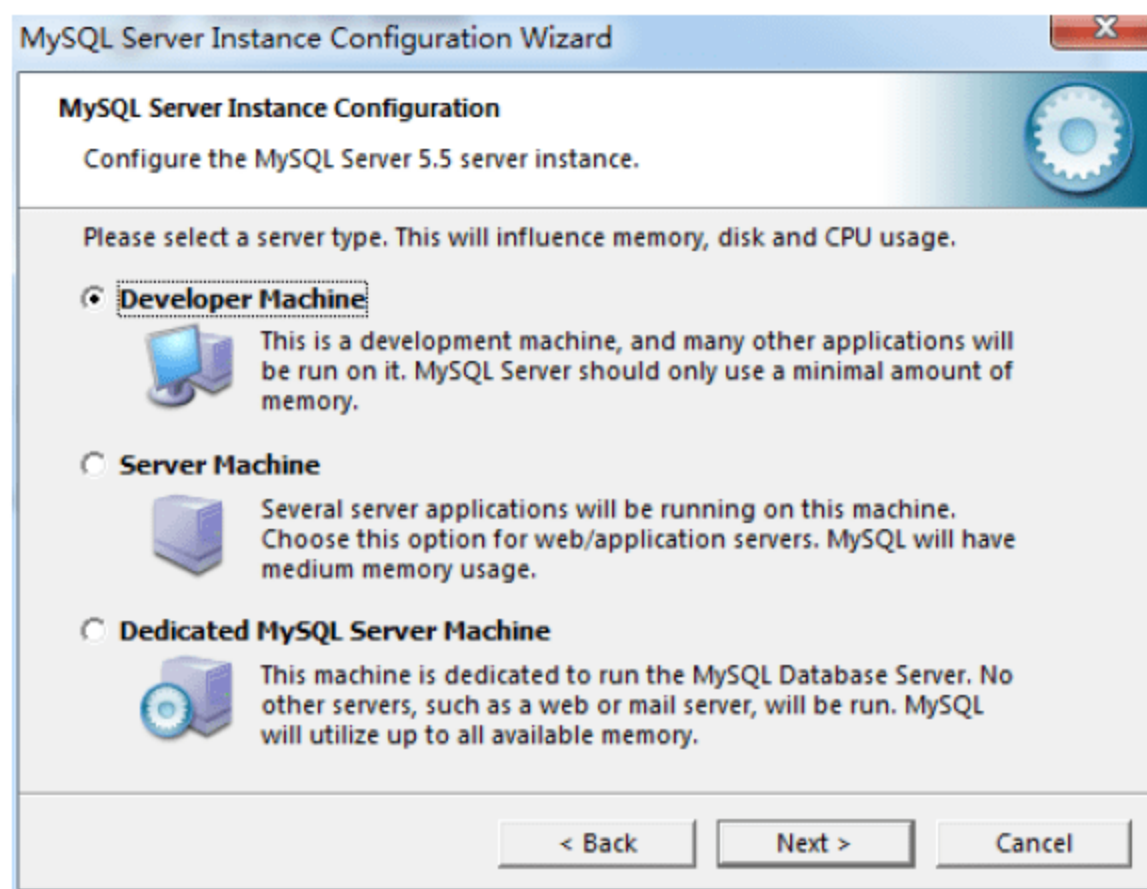 MySQL Server Instance Configuration Wizard
MySQL Server Instance Configuration
Configure the MySQL Server 5.5 server instance.
Please select a server type. This will influence memory, disk and CPU usage.
Developer Machine
This is a development machine, and many other applications will
be run on it. MySQL Server should only use a minimal amount of
memory.
Server Machine
Several server applications will be running on this machine.
Choose this option for web/application servers. MySQL will have
medium memory usage.
Dedicated MySQL Server Machine
This machine is dedicated to run the MySQL Database Server. No
other servers, such as a web or mail server, will be run. MySQL
will utilize up to all available memory.
< Back
Next >
Cancel